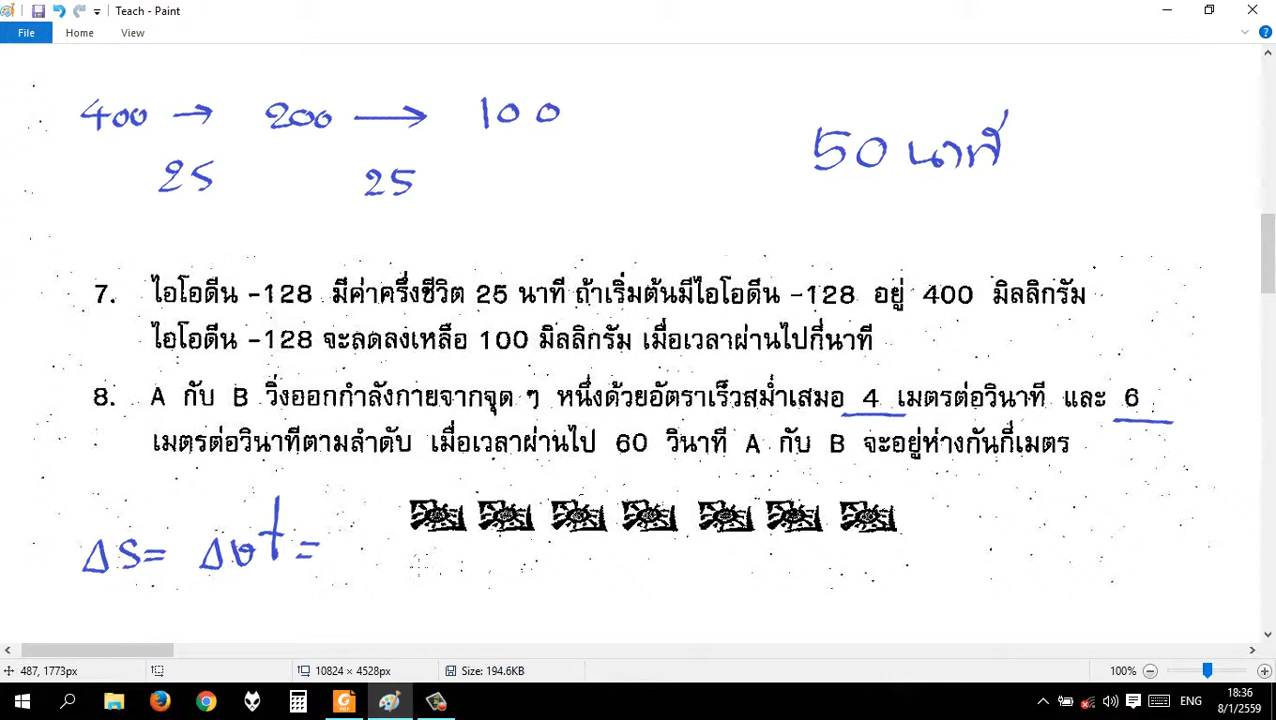 Teach - Paint
File Home View
400 → 200 → 100
50 นาที
25 25
7. ไอโอดีน -128 มีค่าครึ่งชีวิต 25 นาที ถ้าเริ่มต้นมีไอโอดีน -128 อยู่ 400 มิลลิกรัม
ไอโอดีน -128 จะลดลงเหลือ 100 มิลลิกรัม เมื่อเวลาผ่านไปกี่นาที
8. A กับ B วิ่งออกกำลังกายจากจุด ๆ หนึ่งด้วยอัตราเร็วสม่ำเสมอ 4 เมตรต่อวินาที และ 6
เมตรต่อวินาทีตามลำดับ เมื่อเวลาผ่านไป 60 วินาที A กับ B จะอยู่ห่างกันกี่เมตร
ΔS = Δvt =
487, 1773px 10824 × 4528px Size: 194.6KB 100%
ENG 18:36
8/1/2559